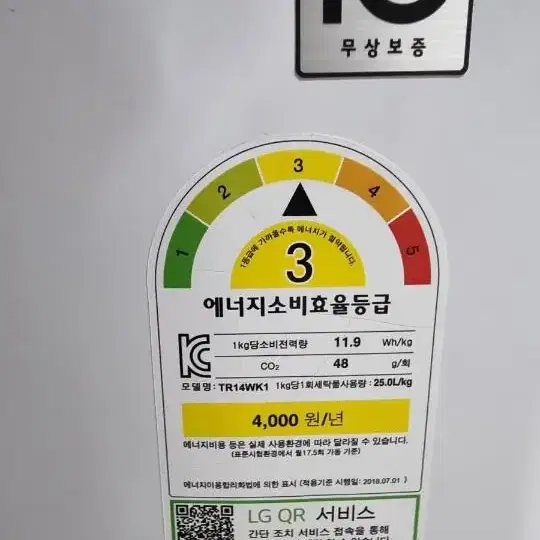 10
무상보증
1 2 3 4 5
1등급에 가까울수록 에너지가 절약됩니다.
3
에너지소비효율등급
1kg당소비전력량 11.9 Wh/kg
CO₂ 48 g/회
모델명 : TR14WK1 1kg당1회세탁물사용량 : 25.0L/kg
4,000 원/년
에너지비용 등은 실제 사용환경에 따라 달라질 수 있습니다.
(표준시험환경에서 월17.5회 가동 기준)
에너지이용합리화법에 의한 표시 (적용기준 시행일: 2018.07.01 )
LG QR 서비스
간단 조치 서비스 접속을 통해